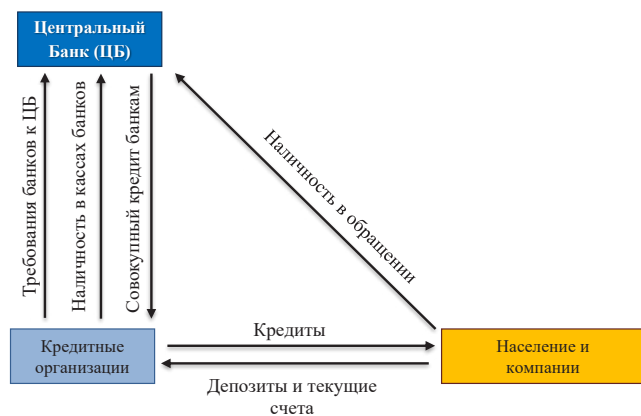 Центральный
Банк (ЦБ)
Требования банков к ЦБ
Наличность в кассах банков
Совокупный кредит банкам
Наличность в обращении
Кредитные
организации
Кредиты
Депозиты и текущие
счета
Население и
компании